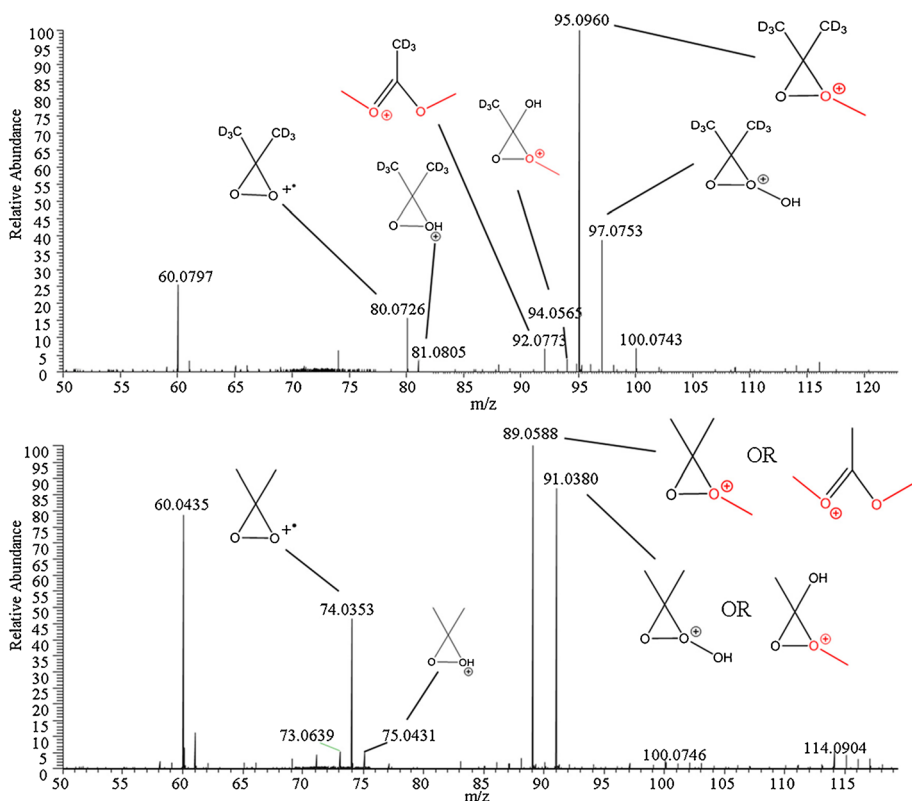 Relative Abundance
100
95
90
85
80
75
70
65
60
55
50
45
40
35
30
25
20
15
10
5
0
50 55 60 65 70 75 80 85 90 95 100 105 110 115 120
m/z
60.0797
80.0726
81.0805
92.0773
94.0565
95.0960
97.0753
100.0743
D3C CD3
O O +•
CD3
O ⊕ O
D3C CD3
O OH
⊕
D3C OH
O O ⊕
D3C CD3
O O ⊕
D3C CD3
O O ⊕
OH
Relative Abundance
100
95
90
85
80
75
70
65
60
55
50
45
40
35
30
25
20
15
10
5
0
50 55 60 65 70 75 80 85 90 95 100 105 110 115
m/z
60.0435
73.0639
74.0353
75.0431
89.0588
91.0380
100.0746
114.0904
O O +•
O OH
⊕
O O ⊕
OR
O ⊕ O
O O ⊕
OH
OR
OH
O O ⊕